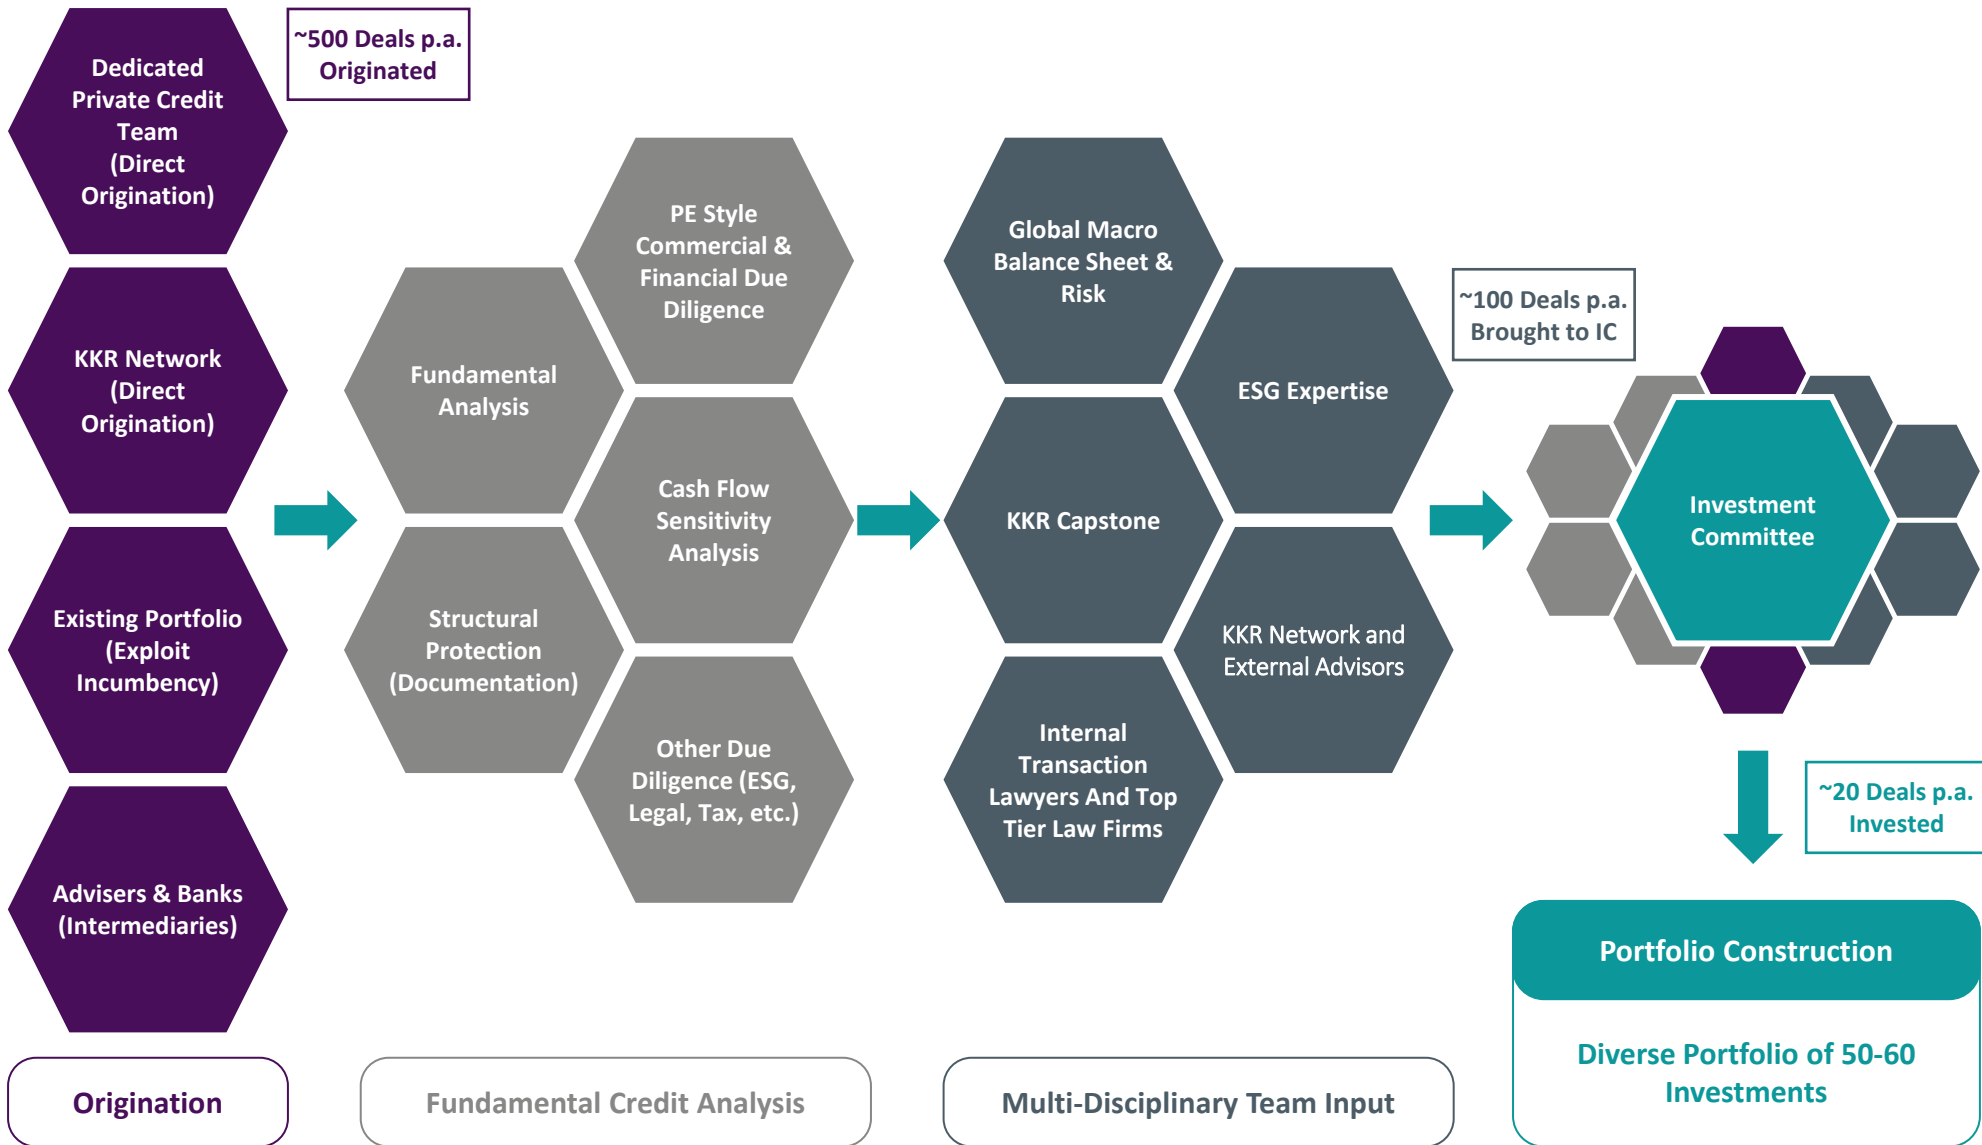 Dedicated
Private Credit
Team
(Direct
Origination)
~500 Deals p.a.
Originated
KKR Network
(Direct
Origination)
Existing Portfolio
(Exploit
Incumbency)
Advisers & Banks
(Intermediaries)
Origination
Fundamental
Analysis
Structural
Protection
(Documentation)
PE Style
Commercial &
Financial Due
Diligence
Cash Flow
Sensitivity
Analysis
Other Due
Diligence (ESG,
Legal, Tax, etc.)
Fundamental Credit Analysis
Global Macro
Balance Sheet &
Risk
KKR Capstone
Internal
Transaction
Lawyers And Top
Tier Law Firms
ESG Expertise
KKR Network and
External Advisors
Multi-Disciplinary Team Input
~100 Deals p.a.
Brought to IC
Investment
Committee
~20 Deals p.a.
Invested
Portfolio Construction
Diverse Portfolio of 50-60
Investments